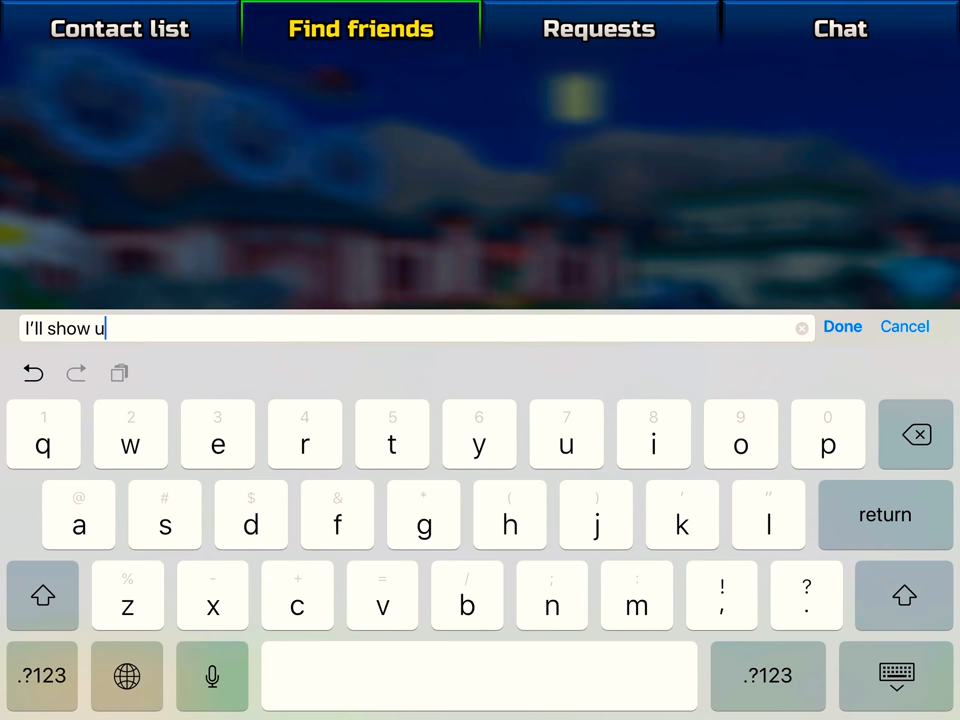 Contact list
Find friends
Requests
Chat
I’ll show u
Done
Cancel
1 2 3 4 5 6 7 8 9 0
q w e r t y u i o p
@ # $ & * ( ) ' "
a s d f g h j k l
return
% - + = / ; : ! ?
z x c v b n m , .
.?123
.?123